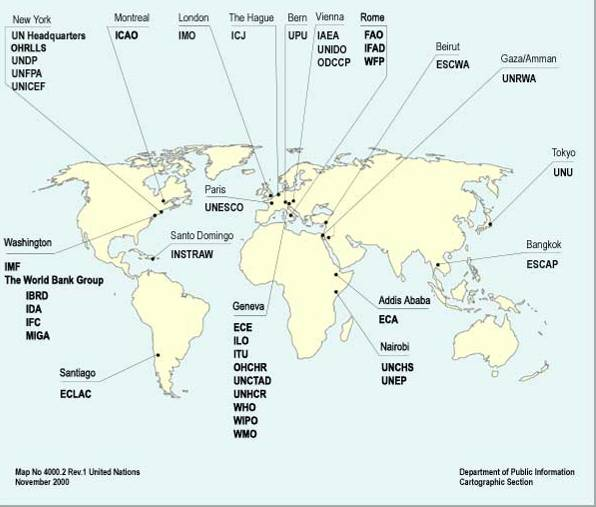 New York
UN Headquarters
OHRLLS
UNDP
UNFPA
UNICEF
Montreal
ICAO
London
IMO
The Hague
ICJ
Bern
UPU
Vienna
IAEA
UNIDO
ODCCP
Rome
FAO
IFAD
WFP
Beirut
ESCWA
Gaza/Amman
UNRWA
Tokyo
UNU
Paris
UNESCO
Washington
IMF
The World Bank Group
IBRD
IDA
IFC
MIGA
Santo Domingo
INSTRAW
Bangkok
ESCAP
Geneva
ECE
ILO
ITU
OHCHR
UNCTAD
UNHCR
WHO
WIPO
WMO
Addis Ababa
ECA
Nairobi
UNCHS
UNEP
Santiago
ECLAC
Map No 4000.2 Rev.1 United Nations
November 2000
Department of Public Information
Cartographic Section